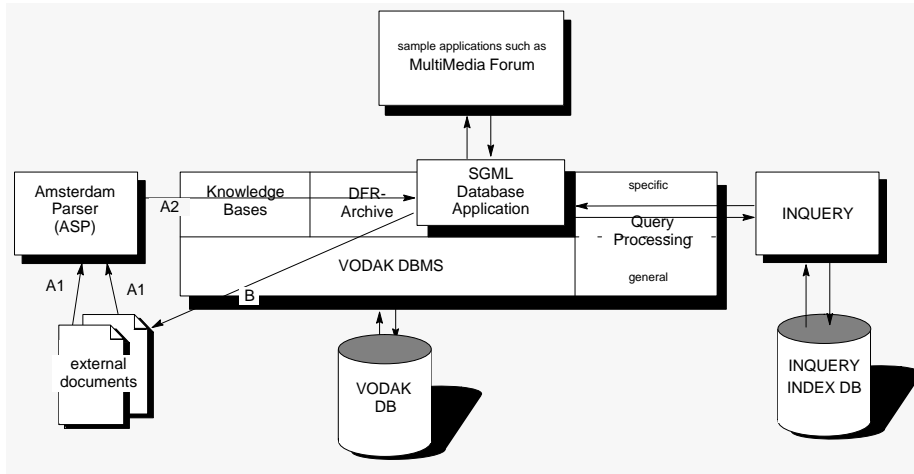 sample applications such as
MultiMedia Forum
Amsterdam
Parser
(ASP)
A2
Knowledge
Bases
DFR-
Archive
SGML
Database
Application
specific
Query
Processing
general
INQUERY
VODAK DBMS
A1
A1
B
external
documents
VODAK
DB
INQUERY
INDEX DB